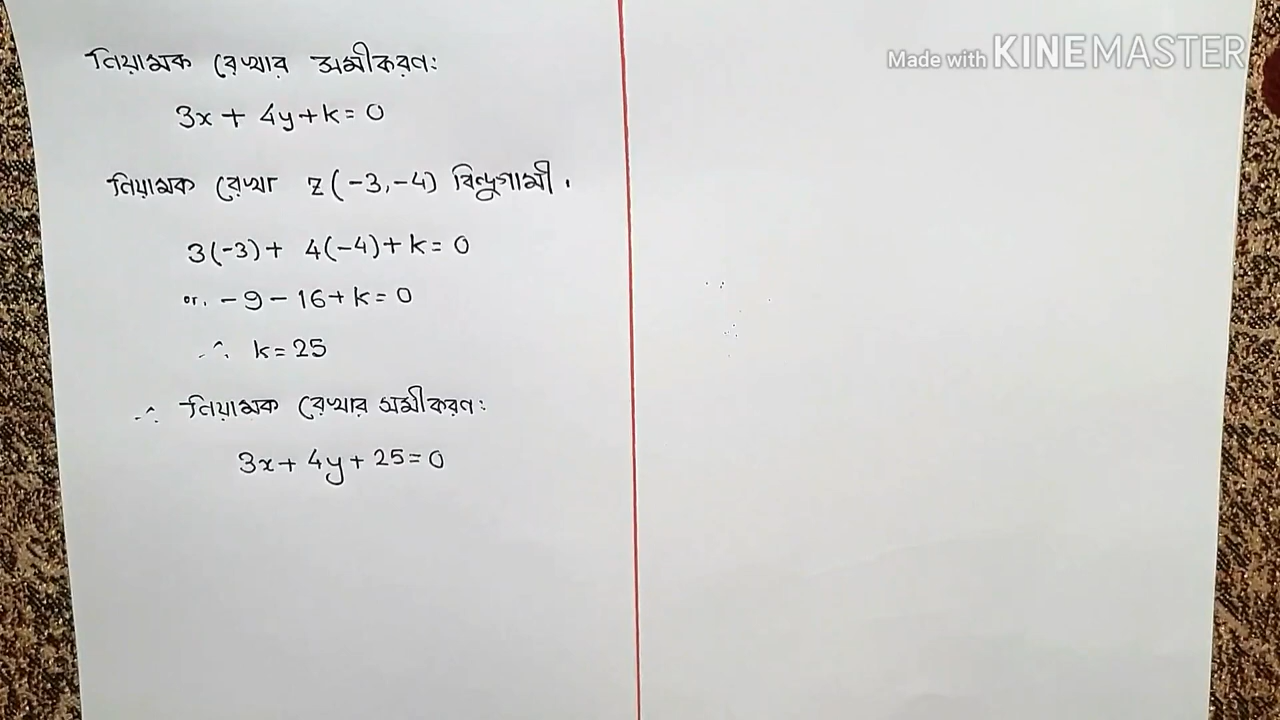 নিয়ামক রেখার সমীকরণ:
3x + 4y + k = 0
নিয়ামক রেখা z(-3, -4) বিন্দুগামী .
3(-3) + 4(-4) + k = 0
or. -9 - 16 + k = 0
∴ k = 25
∴ নিয়ামক রেখার সমীকরণ:
3x + 4y + 25 = 0
Made with KINEMASTER